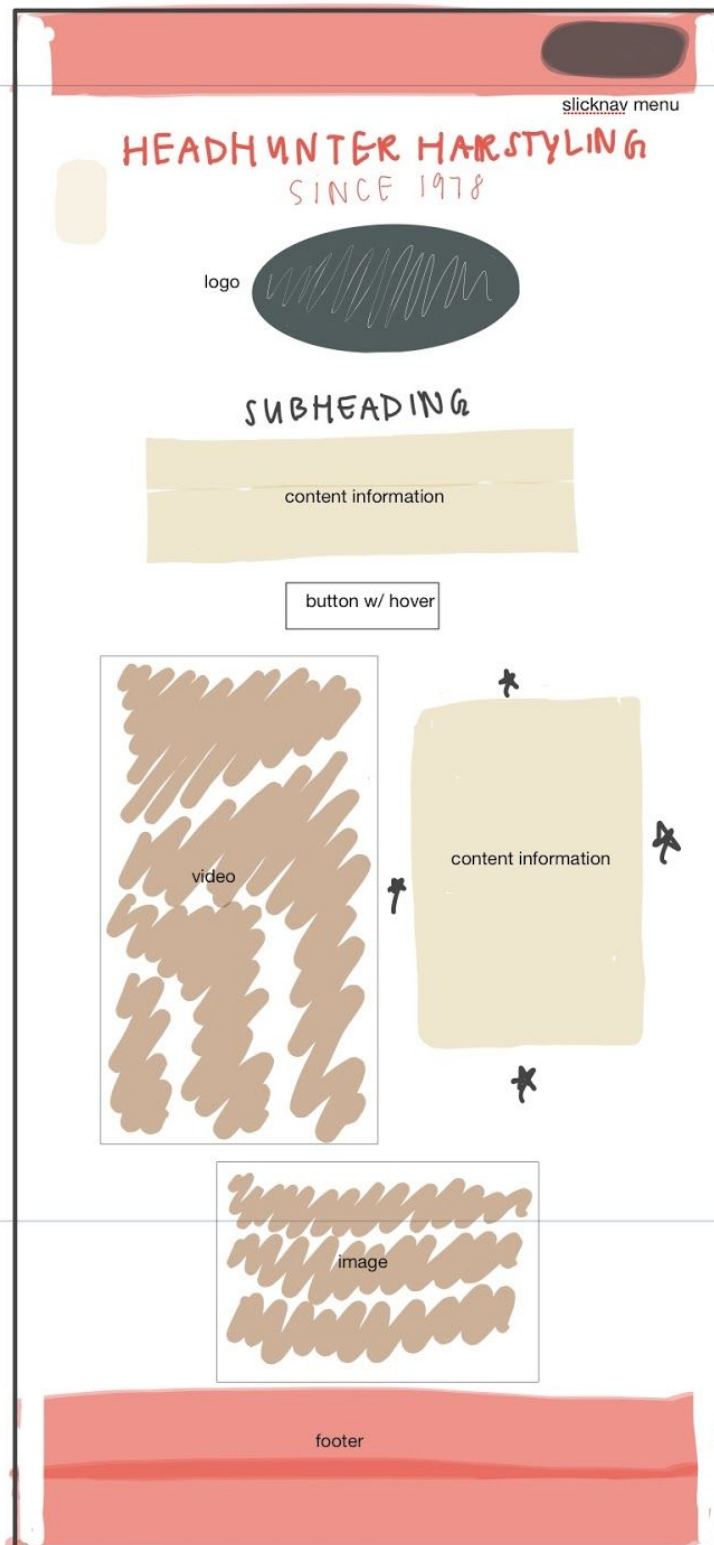 slicknav menu
HEADHUNTER HAIRSTYLING
SINCE 1978
logo
SUBHEADING
content information
button w/ hover
video
content information
image
footer